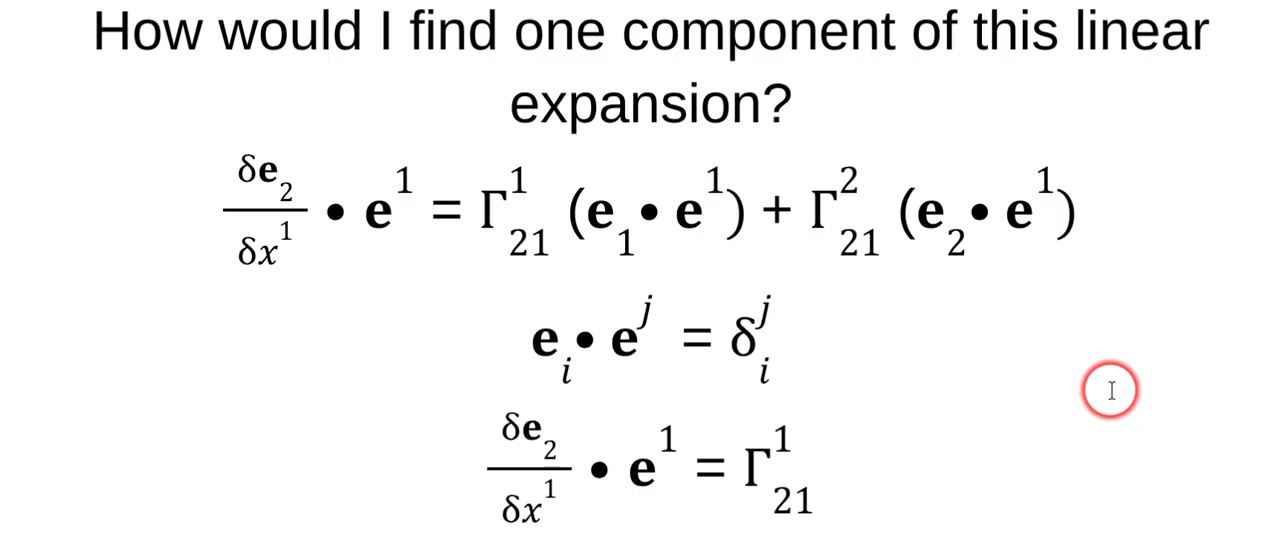 How would I find one component of this linear
expansion?
δe₂/δx¹ • e¹ = Γ¹₂₁ (e₁ • e¹) + Γ²₂₁ (e₂ • e¹)
eᵢ • eʲ = δʲᵢ
δe₂/δx¹ • e¹ = Γ¹₂₁